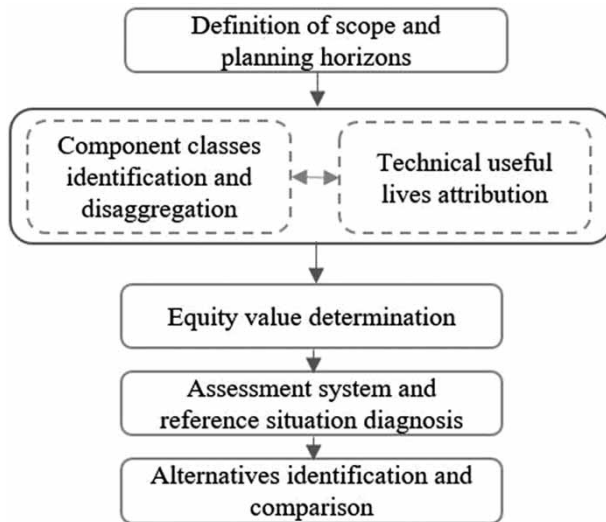 Definition of scope and
planning horizons
Component classes
identification and
disaggregation
Technical useful
lives attribution
Equity value determination
Assessment system and
reference situation diagnosis
Alternatives identification and
comparison